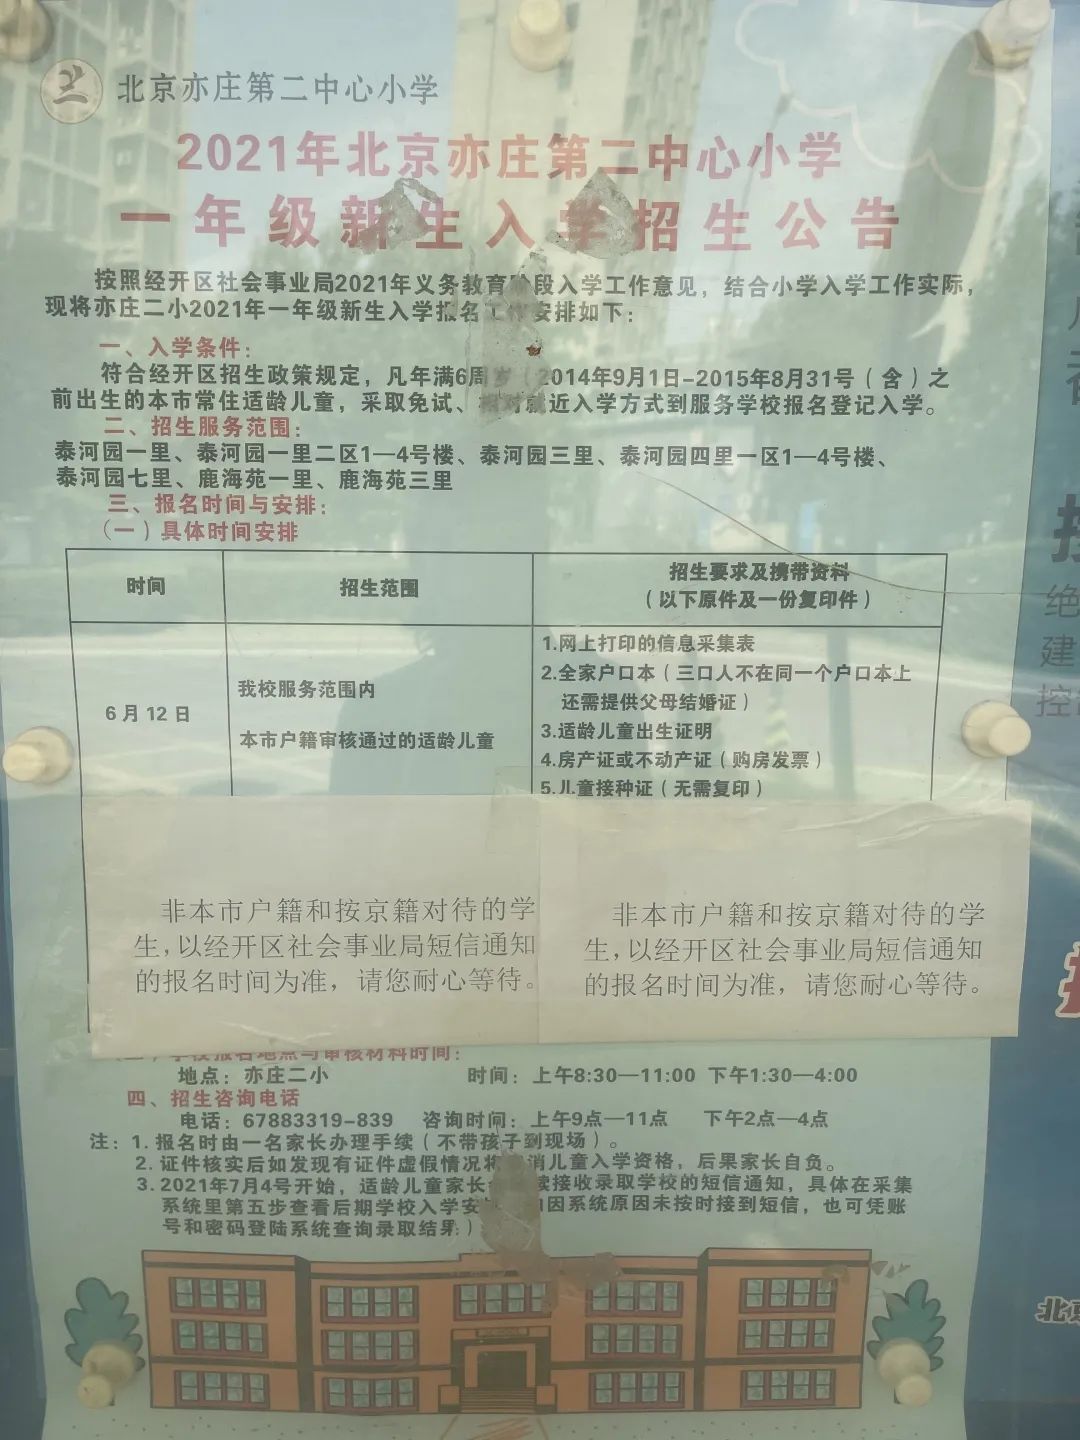 北京亦庄第二中心小学
2021年北京亦庄第二中心小学
一年级新生入学招生公告
按照经开区社会事业局2021年义务教育阶段入学工作意见，结合小学入学工作实际，
现将亦庄二小2021年一年级新生入学报名工作安排如下：
一、入学条件：
符合经开区招生政策规定，凡年满6周岁（2014年9月1日-2015年8月31号（含）之
前出生的本市常住适龄儿童，采取免试、相对就近入学方式到服务学校报名登记入学。
二、招生服务范围：
泰河园一里、泰河园一里二区1—4号楼、泰河园三里、泰河园四里一区1—4号楼、
泰河园七里、鹿海苑一里、鹿海苑三里
三、报名时间与安排：
（一）具体时间安排
时间
招生范围
招生要求及携带资料
（以下原件及一份复印件）
6月12日
我校服务范围内
本市户籍审核通过的适龄儿童
1.网上打印的信息采集表
2.全家户口本（三口人不在同一个户口本上
还需提供父母结婚证）
3.适龄儿童出生证明
4.房产证或不动产证（购房发票）
5.儿童接种证（无需复印）
非本市户籍和按京籍对待的学
生，以经开区社会事业局短信通知
的报名时间为准，请您耐心等待。
非本市户籍和按京籍对待的学
生，以经开区社会事业局短信通知
的报名时间为准，请您耐心等待。
学校报名地点与审核材料时间：
地点：亦庄二小 时间：上午8:30—11:00 下午1:30—4:00
四、招生咨询电话
电话：67883319-839 咨询时间：上午9点—11点 下午2点—4点
注：1. 报名时由一名家长办理手续（不带孩子到现场）。
2. 证件核实后如发现有证件虚假情况将消儿童入学资格，后果家长自负。
3. 2021年7月4号开始，适龄儿童家长续接收录取学校的短信通知，具体在采集
系统里第五步查看后期学校入学安因系统原因未按时接到短信，也可凭账
号和密码登陆系统查询录取结果。）
北京